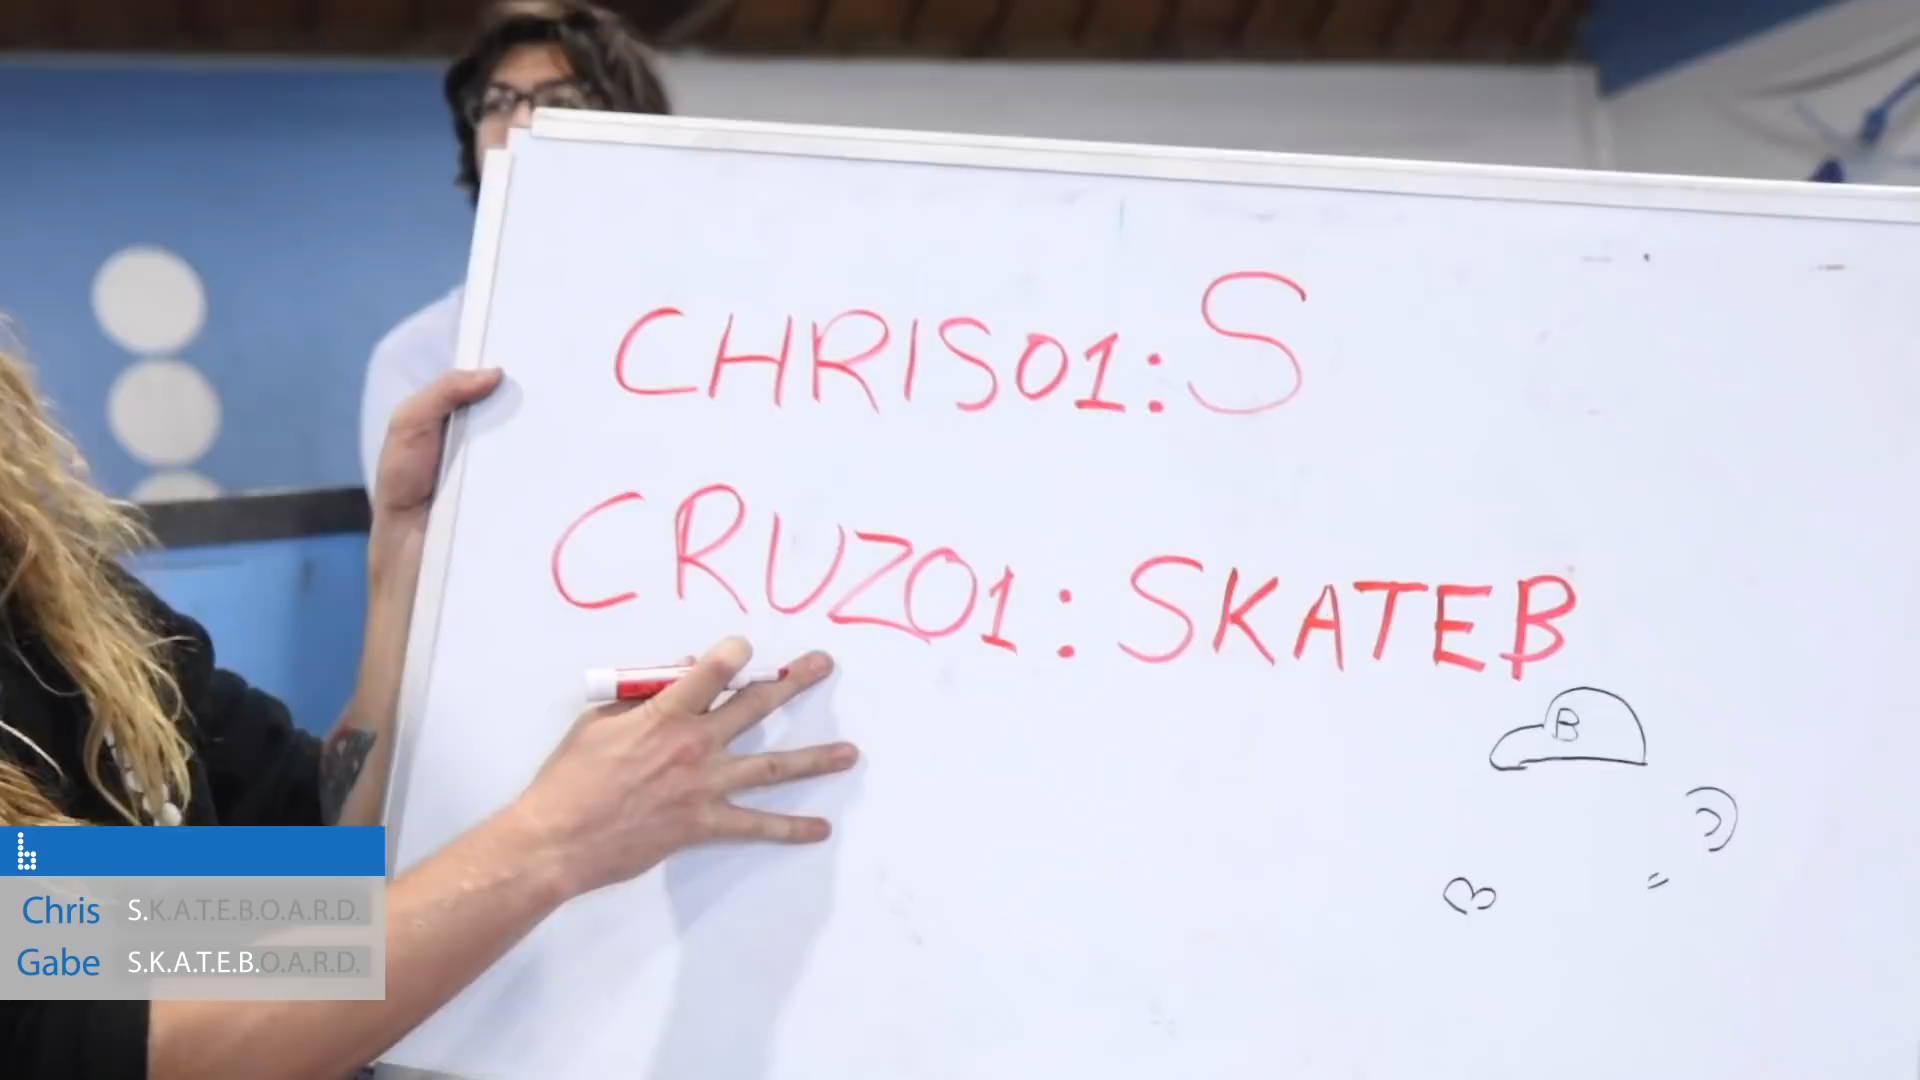 CHRIS01: S
CRUZ01: SKATEB
B
b
Chris S.K.A.T.E.B.O.A.R.D.
Gabe S.K.A.T.E.B.O.A.R.D.